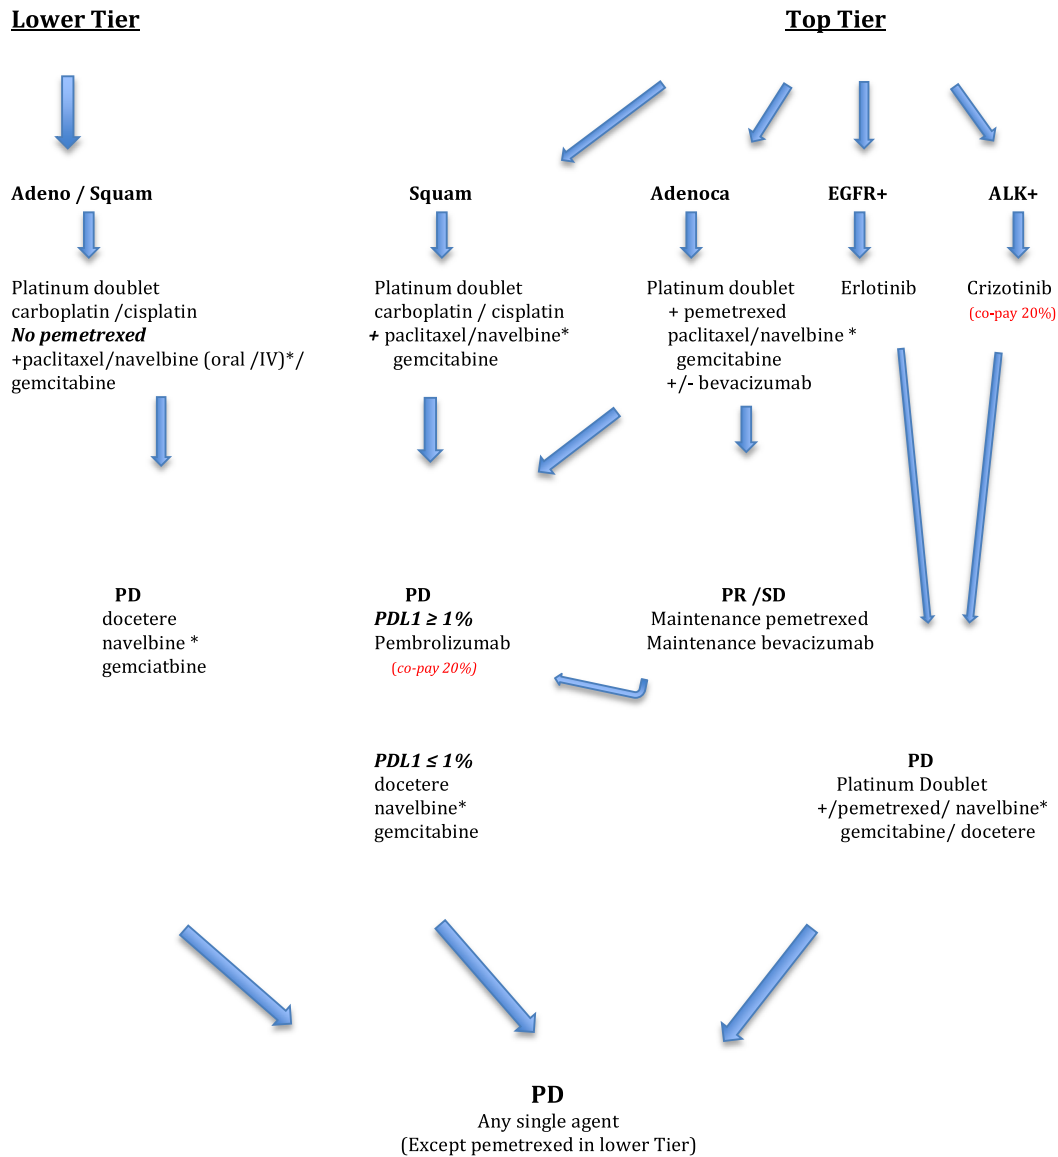 Lower Tier
Top Tier
Adeno / Squam
Squam
Adenoca
EGFR+
ALK+
Platinum doublet
carboplatin /cisplatin
No pemetrexed
+paclitaxel/navelbine (oral /IV)*/
gemcitabine
Platinum doublet
carboplatin / cisplatin
+ paclitaxel/navelbine*
gemcitabine
Platinum doublet
+ pemetrexed
paclitaxel/navelbine *
gemcitabine
+/- bevacizumab
Erlotinib
Crizotinib
(co-pay 20%)
PD
docetere
navelbine *
gemciatbine
PD
PDL1 ≥ 1%
Pembrolizumab
(co-pay 20%)
PR /SD
Maintenance pemetrexed
Maintenance bevacizumab
PDL1 ≤ 1%
docetere
navelbine*
gemcitabine
PD
Platinum Doublet
+/pemetrexed/ navelbine*
gemcitabine/ docetere
PD
Any single agent
(Except pemetrexed in lower Tier)